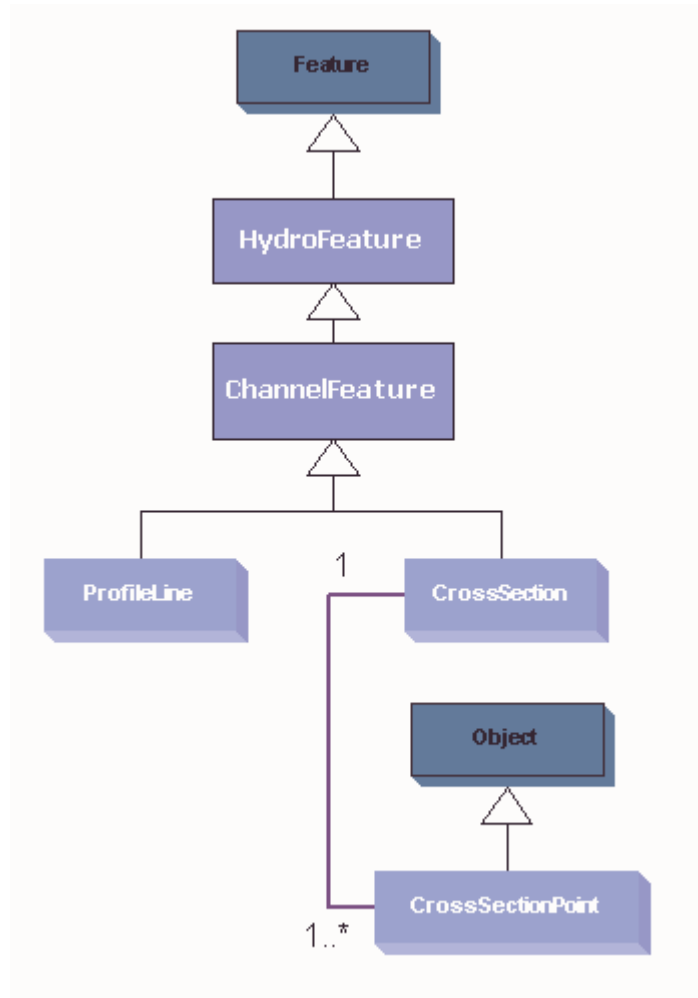 Feature
HydroFeature
ChannelFeature
1
ProfileLine
CrossSection
Object
CrossSectionPoint
1..*